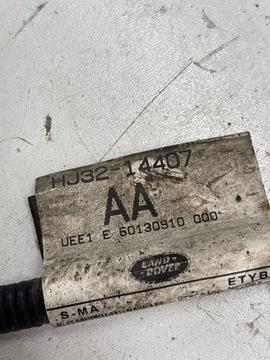 HJ32-14407
AA
UEE1 E 60130910 000
LAND
ROVER
S-MA
ETYB